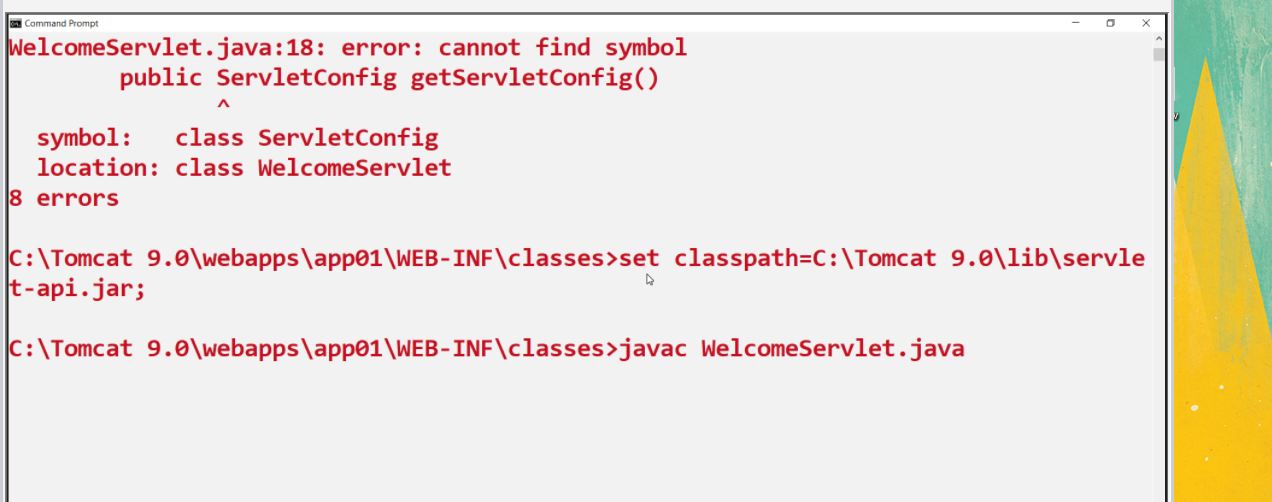 Command Prompt
WelcomeServlet.java:18: error: cannot find symbol
        public ServletConfig getServletConfig()
               ^
  symbol:   class ServletConfig
  location: class WelcomeServlet
8 errors
C:\Tomcat 9.0\webapps\app01\WEB-INF\classes>set classpath=C:\Tomcat 9.0\lib\servle
t-api.jar;
C:\Tomcat 9.0\webapps\app01\WEB-INF\classes>javac WelcomeServlet.java